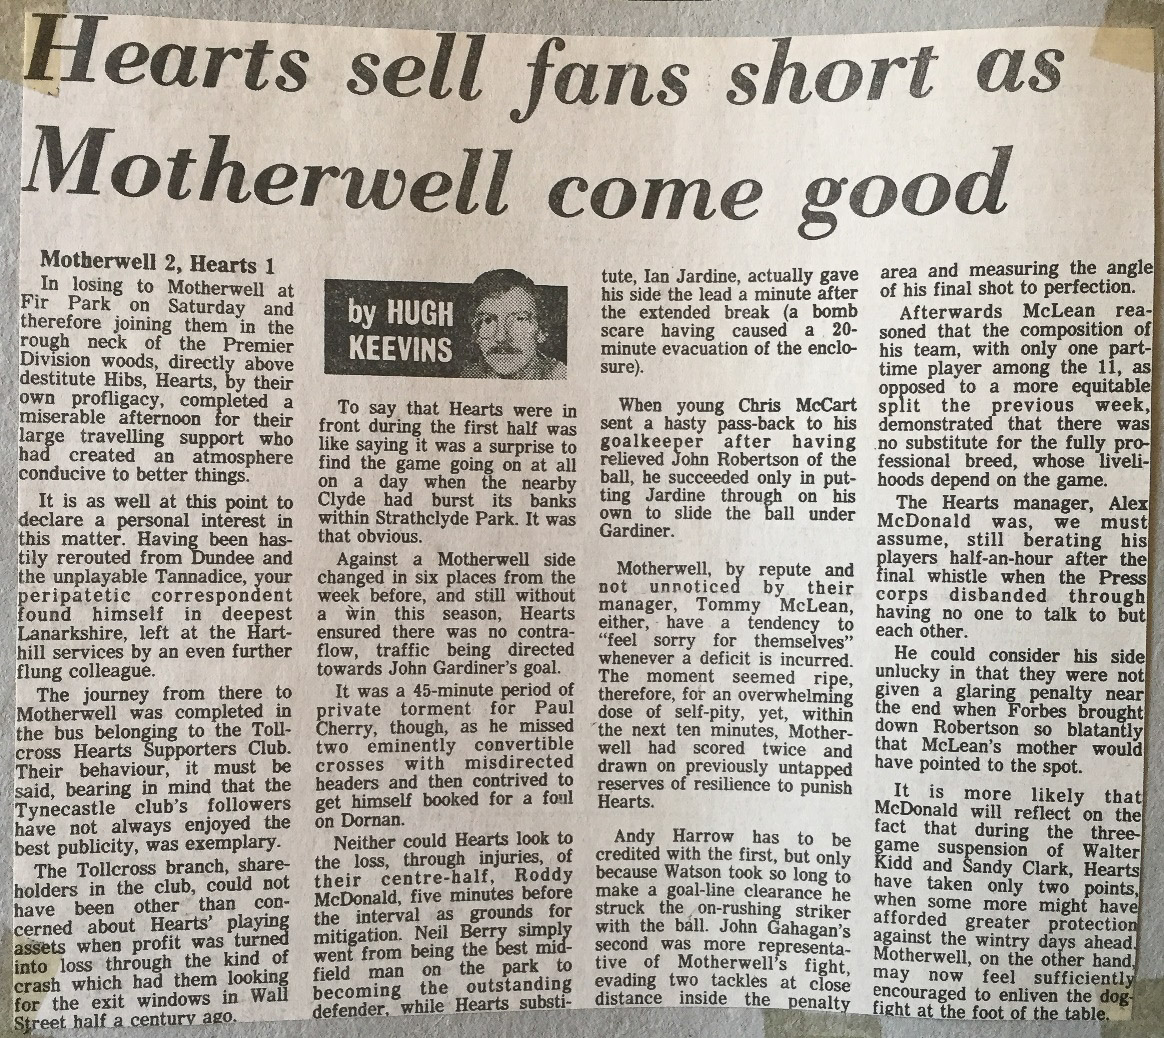 Hearts sell fans short as
Motherwell come good
Motherwell 2, Hearts 1
In losing to Motherwell at
Fir Park on Saturday and
therefore joining them in the
rough neck of the Premier
Division woods, directly above
destitute Hibs, Hearts, by their
own profligacy, completed a
miserable afternoon for their
large travelling support who
had created an atmosphere
conducive to better things.
It is as well at this point to
declare a personal interest in
this matter. Having been has-
tily rerouted from Dundee and
the unplayable Tannadice, your
peripatetic correspondent
found himself in deepest
Lanarkshire, left at the Hart-
hill services by an even further
flung colleague.
The journey from there to
Motherwell was completed in
the bus belonging to the Toll-
cross Hearts Supporters Club.
Their behaviour, it must be
said, bearing in mind that the
Tynecastle club's followers
have not always enjoyed the
best publicity, was exemplary.
The Tollcross branch, share-
holders in the club, could not
have been other than con-
cerned about Hearts' playing
assets when profit was turned
into loss through the kind of
crash which had them looking
for the exit windows in Wall
Street half a century ago.
by HUGH
KEEVINS
To say that Hearts were in
front during the first half was
like saying it was a surprise to
find the game going on at all
on a day when the nearby
Clyde had burst its banks
within Strathclyde Park. It was
that obvious.
Against a Motherwell side
changed in six places from the
week before, and still without
a win this season, Hearts
ensured there was no contra-
flow, traffic being directed
towards John Gardiner's goal.
It was a 45-minute period of
private torment for Paul
Cherry, though, as he missed
two eminently convertible
crosses with misdirected
headers and then contrived to
get himself booked for a foul
on Dornan.
Neither could Hearts look to
the loss, through injuries, of
their centre-half, Roddy
McDonald, five minutes before
the interval as grounds for
mitigation. Neil Berry simply
went from being the best mid-
field man on the park to
becoming the outstanding
defender, while Hearts substi-
tute, Ian Jardine, actually gave
his side the lead a minute after
the extended break (a bomb
scare having caused a 20-
minute evacuation of the enclo-
sure).
When young Chris McCart
sent a hasty pass-back to his
goalkeeper after having
relieved John Robertson of the
ball, he succeeded only in put-
ting Jardine through on his
own to slide the ball under
Gardiner.
Motherwell, by repute and
not unnoticed by their
manager, Tommy McLean,
either, have a tendency to
"feel sorry for themselves"
whenever a deficit is incurred.
The moment seemed ripe,
therefore, for an overwhelming
dose of self-pity, yet, within
the next ten minutes, Mother-
well had scored twice and
drawn on previously untapped
reserves of resilience to punish
Hearts.
Andy Harrow has to be
credited with the first, but only
because Watson took so long to
make a goal-line clearance he
struck the on-rushing striker
with the ball. John Gahagan's
second was more representa-
tive of Motherwell's fight,
evading two tackles at close
distance inside the penalty
area and measuring the angle
of his final shot to perfection.
Afterwards McLean rea-
soned that the composition of
his team, with only one part-
time player among the 11, as
opposed to a more equitable
split the previous week,
demonstrated that there was
no substitute for the fully pro-
fessional breed, whose liveli-
hoods depend on the game.
The Hearts manager, Alex
McDonald was, we must
assume, still berating his
players half-an-hour after the
final whistle when the Press
corps disbanded through
having no one to talk to but
each other.
He could consider his side
unlucky in that they were not
given a glaring penalty near
the end when Forbes brought
down Robertson so blatantly
that McLean's mother would
have pointed to the spot.
It is more likely that
McDonald will reflect on the
fact that during the three-
game suspension of Walter
Kidd and Sandy Clark, Hearts
have taken only two points,
when some more might have
afforded greater protection
against the wintry days ahead.
Motherwell, on the other hand,
may now feel sufficiently
encouraged to enliven the dog-
fight at the foot of the table.